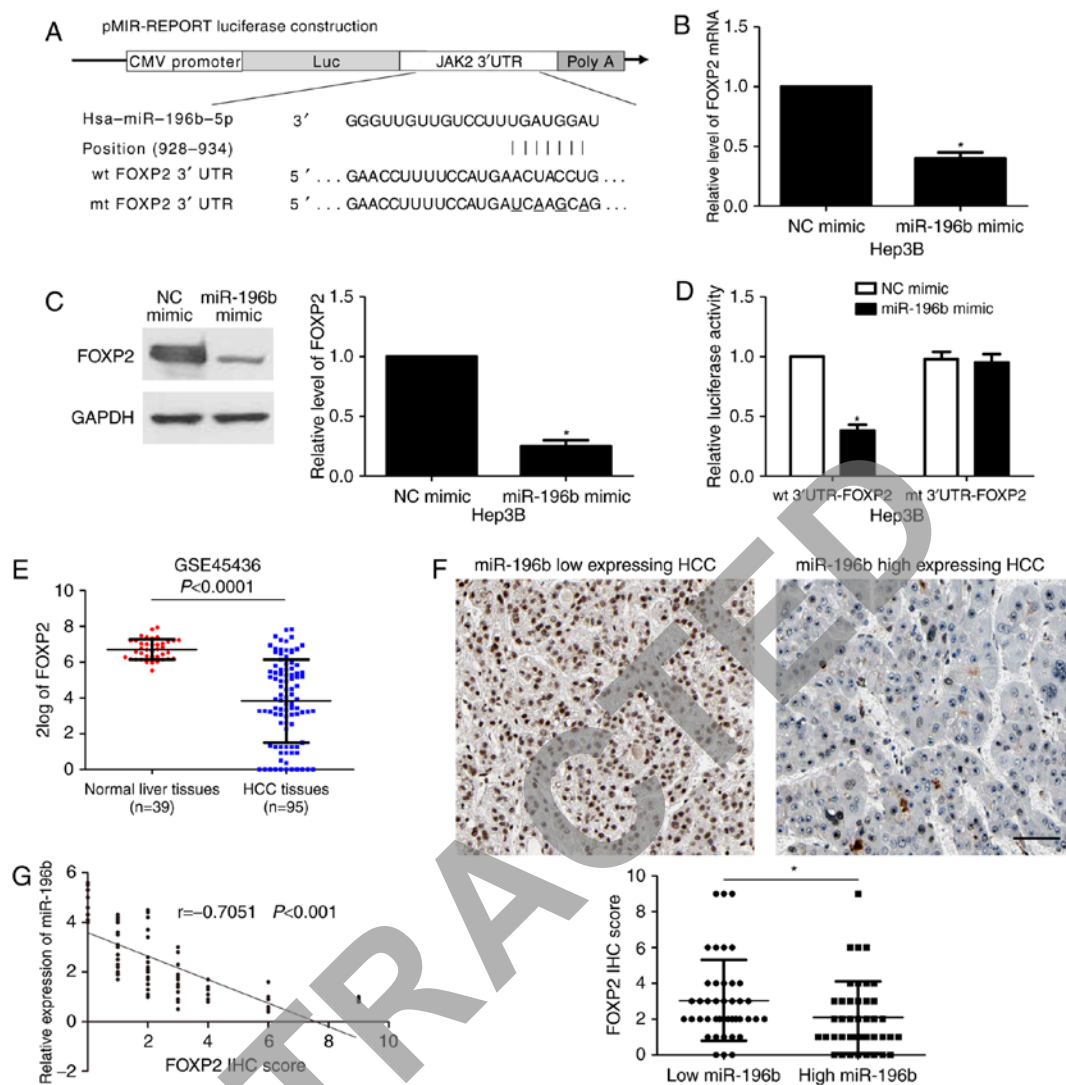 A
pMIR-REPORT luciferase construction
CMV promoter Luc JAK2 3′UTR Poly A
Hsa-miR-196b-5p 3′ GGGUUGUUGUCCUUUGAUGGAU
Position (928-934)
wt FOXP2 3′ UTR 5′... GAACCUUUUCCAUGAACUACCUG ...
mt FOXP2 3′ UTR 5′... GAACCUUUUCCAUGAUCAAGCAG ...
B
Relative level of FOXP2 mRNA
1.5
1.0
0.5
0.0
*
NC mimic miR-196b mimic
Hep3B
C
NC mimic
miR-196b mimic
FOXP2
GAPDH
Relative level of FOXP2
1.5
1.0
0.5
0.0
*
NC mimic miR-196b mimic
Hep3B
D
NC mimic
miR-196b mimic
Relative luciferase activity
1.5
1.0
0.5
0.0
*
wt 3′UTR-FOXP2 mt 3′UTR-FOXP2
Hep3B
E
GSE45436
P<0.0001
2log of FOXP2
10
8
6
4
2
0
Normal liver tissues HCC tissues
(n=39) (n=95)
F
miR-196b low expressing HCC miR-196b high expressing HCC
*
FOXP2 IHC score
10
8
6
4
2
0
Low miR-196b High miR-196b
G
Relative expression of miR-196b
6
4
2
0
-2
r=-0.7051 P<0.001
2 4 6 8 10
FOXP2 IHC score
TRACTED